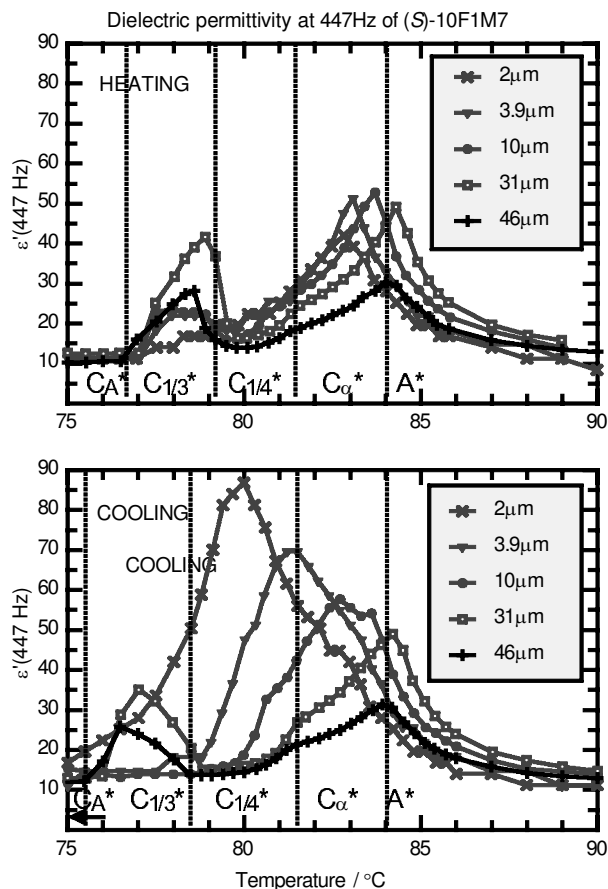 Dielectric permittivity at 447Hz of (S)-10F1M7
90
80
70
60
50
40
30
20
10
ε'(447 Hz)
HEATING
2μm
3.9μm
10μm
31μm
46μm
CA* C1/3* C1/4* Cα* A*
75 80 85 90
90
80
70
60
50
40
30
20
10
ε'(447 Hz)
COOLING
COOLING
2μm
3.9μm
10μm
31μm
46μm
CA* C1/3* C1/4* Cα* A*
75 80 85 90
Temperature / °C